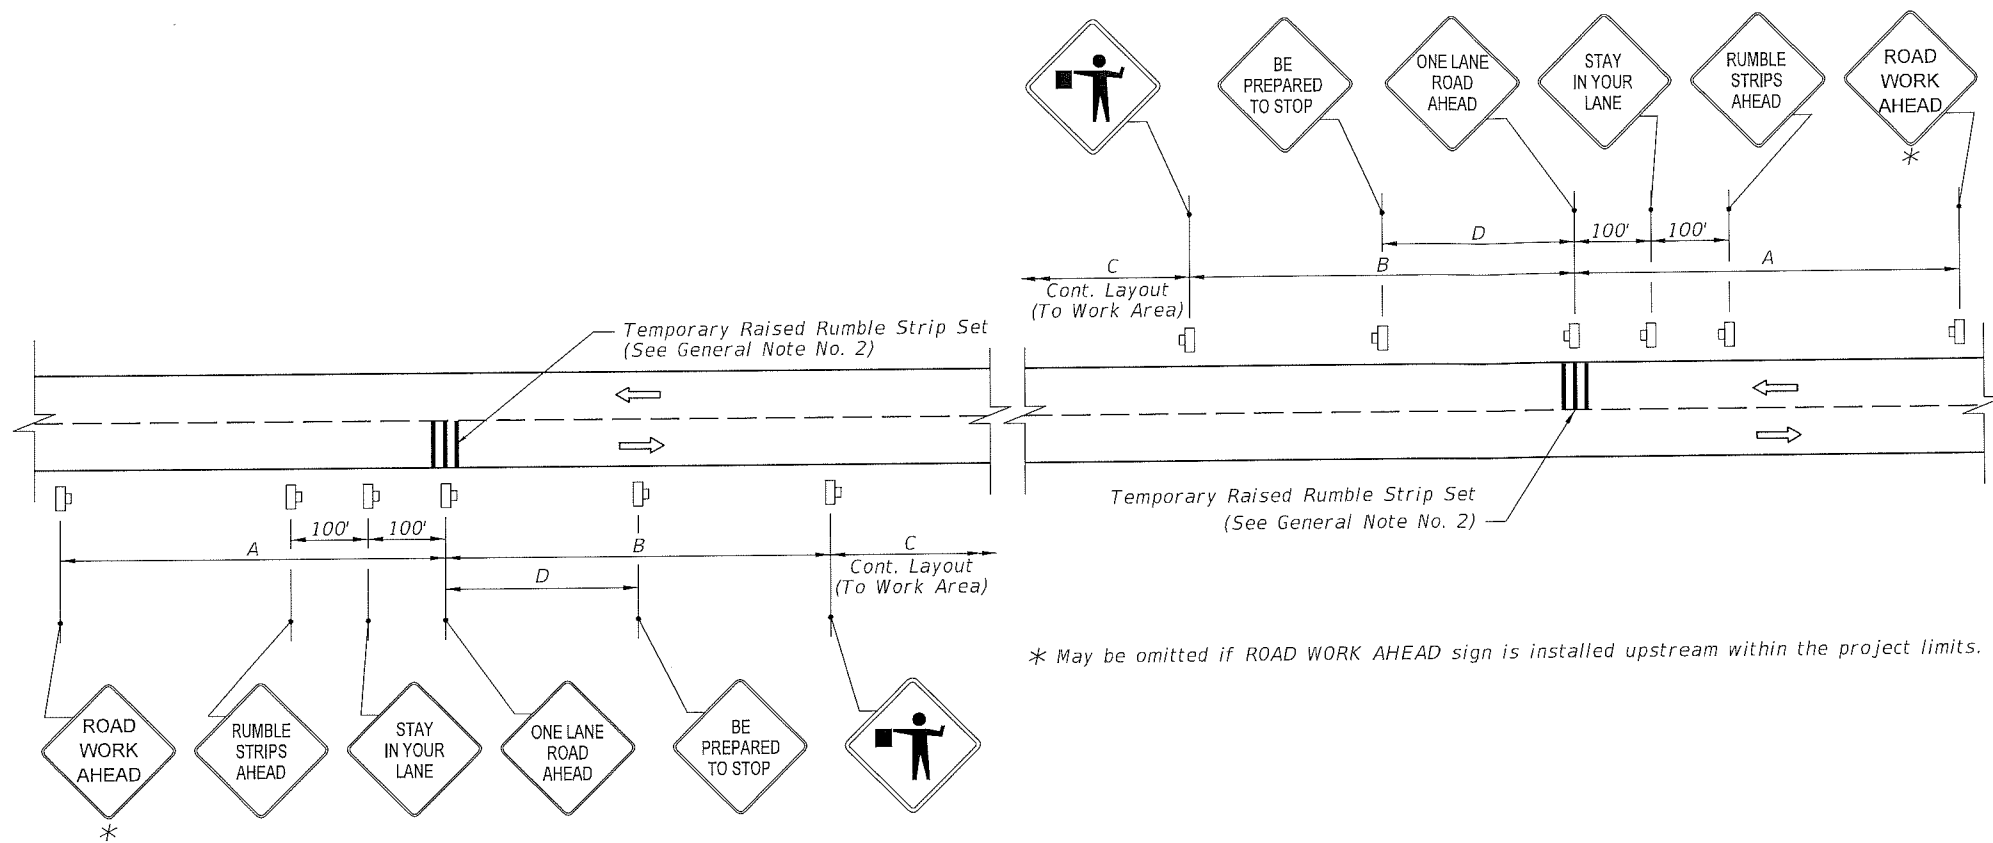 BE
PREPARED
TO STOP
ONE LANE
ROAD
AHEAD
STAY
IN YOUR
LANE
RUMBLE
STRIPS
AHEAD
ROAD
WORK
AHEAD
*
D
100'
100'
C
B
A
Cont. Layout
(To Work Area)
Temporary Raised Rumble Strip Set
(See General Note No. 2)
Temporary Raised Rumble Strip Set
(See General Note No. 2)
100'
100'
A
B
C
D
Cont. Layout
(To Work Area)
* May be omitted if ROAD WORK AHEAD sign is installed upstream within the project limits.
ROAD
WORK
AHEAD
*
RUMBLE
STRIPS
AHEAD
STAY
IN YOUR
LANE
ONE LANE
ROAD
AHEAD
BE
PREPARED
TO STOP